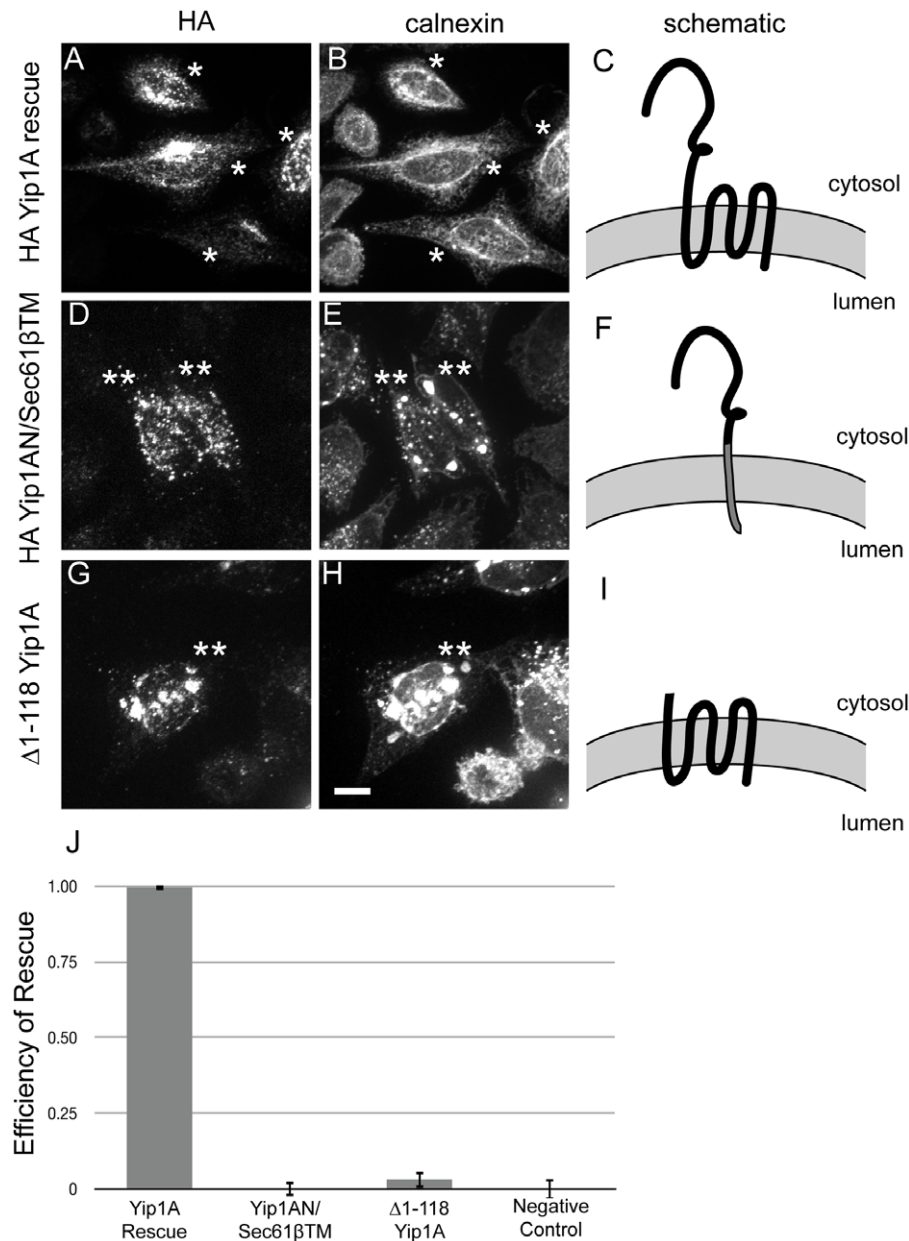 HA calnexin schematic
HA Yip1A rescue
A * * * *
B * * * *
C
cytosol
lumen
HA Yip1AN/Sec61βTM
D ** **
E ** **
F
cytosol
lumen
Δ1-118 Yip1A
G **
H **
I
cytosol
lumen
J
Efficiency of Rescue
1.00
0.75
0.50
0.25
0
Yip1A Rescue
Yip1AN/ Sec61βTM
Δ1-118 Yip1A
Negative Control